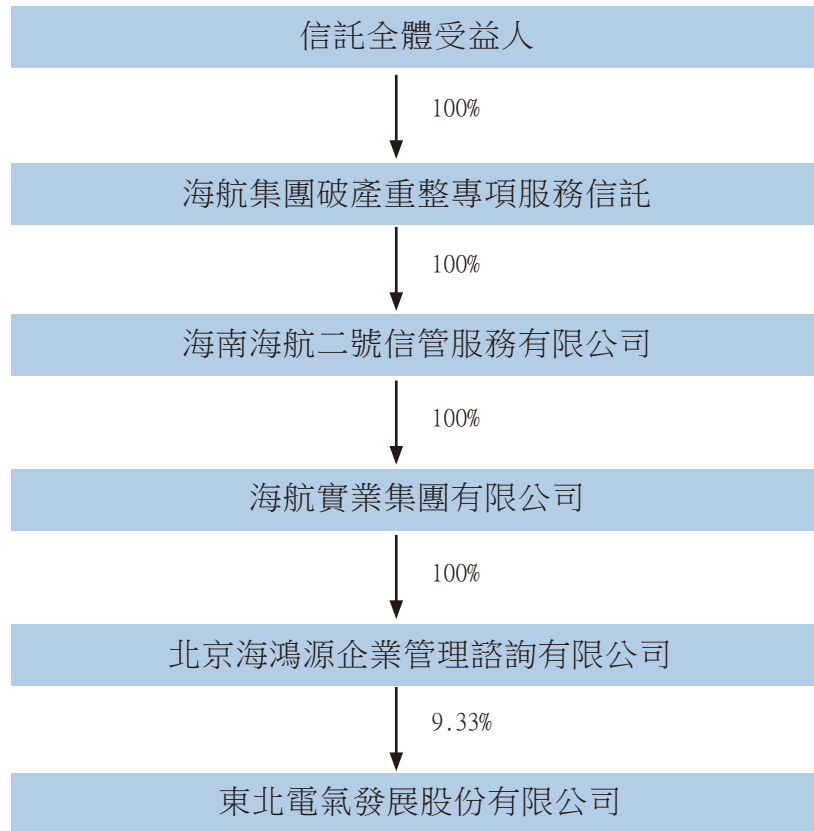 信託全體受益人
100%
海航集團破產重整專項服務信託
100%
海南海航二號信管服務有限公司
100%
海航實業集團有限公司
100%
北京海鴻源企業管理諮詢有限公司
9.33%
東北電氣發展股份有限公司